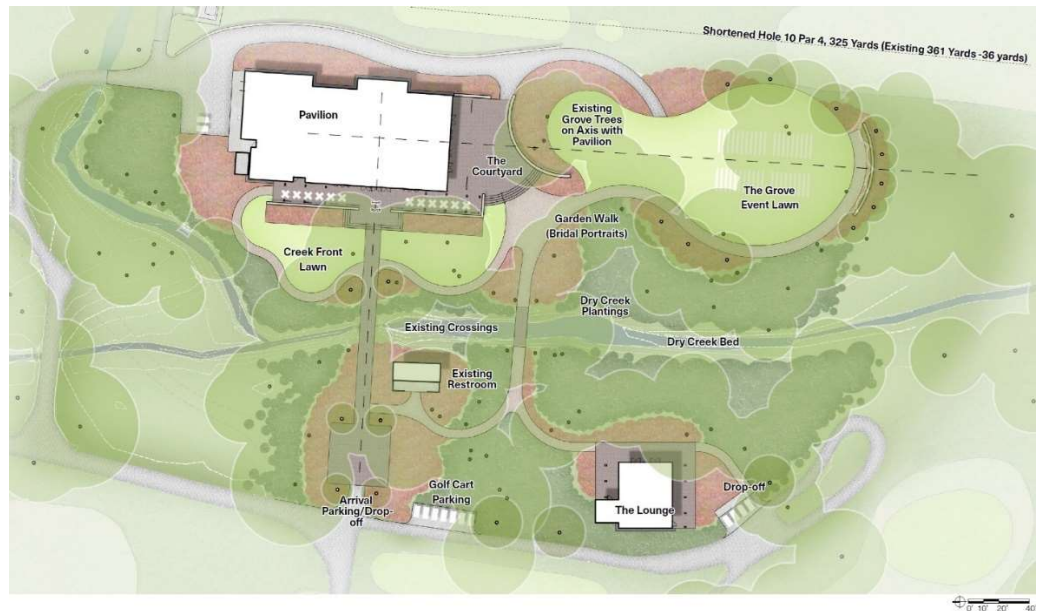 Shortened Hole 10 Par 4, 325 Yards (Existing 361 Yards -36 yards)
Pavilion
Existing
Grove Trees
on Axis with
Pavilion
The
Courtyard
The Grove
Event Lawn
Garden Walk
(Bridal Portraits)
Creek Front
Lawn
Dry Creek
Plantings
Existing Crossings
Dry Creek Bed
Existing
Restroom
Golf Cart
Parking
Drop-off
Arrival
Parking/Drop-
off
The Lounge
0' 10' 20' 40'